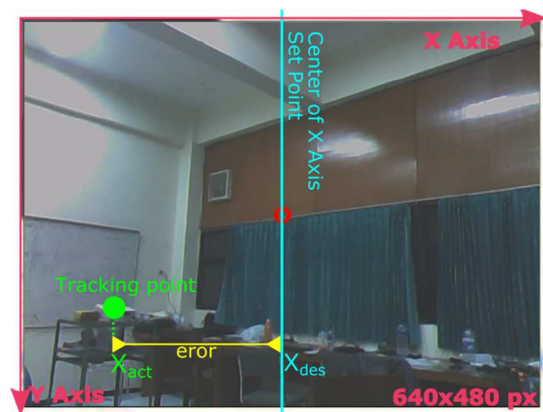 X Axis
Center of X Axis
Set Point
Tracking point
eror
Xact
Xdes
Y Axis
640x480 px